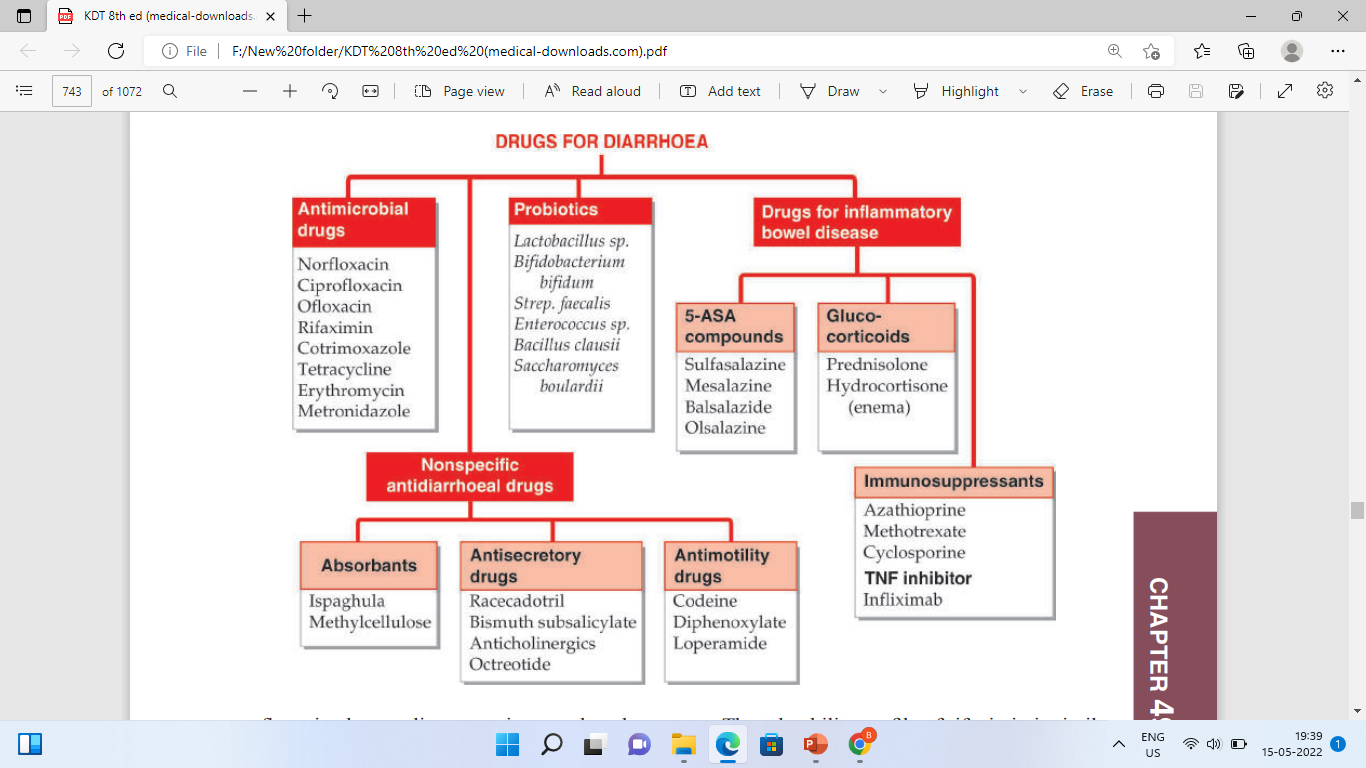 KDT 8th ed (medical-downloads.
File
F:/New%20folder/KDT%208th%20ed%20(medical-downloads.com).pdf
743 of 1072
Page view
Read aloud
Add text
Draw
Highlight
Erase
DRUGS FOR DIARRHOEA
Antimicrobial
drugs
Norfloxacin
Ciprofloxacin
Ofloxacin
Rifaximin
Cotrimoxazole
Tetracycline
Erythromycin
Metronidazole
Probiotics
Lactobacillus sp.
Bifidobacterium
bifidum
Strep. faecalis
Enterococcus sp.
Bacillus clausii
Saccharomyces
boulardii
Drugs for inflammatory
bowel disease
5-ASA
compounds
Sulfasalazine
Mesalazine
Balsalazide
Olsalazine
Gluco-
corticoids
Prednisolone
Hydrocortisone
(enema)
Immunosuppressants
Azathioprine
Methotrexate
Cyclosporine
TNF inhibitor
Infliximab
Nonspecific
antidiarrhoeal drugs
Absorbants
Ispaghula
Methylcellulose
Antisecretory
drugs
Racecadotril
Bismuth subsalicylate
Anticholinergics
Octreotide
Antimotility
drugs
Codeine
Diphenoxylate
Loperamide
CHAPTER
ENG
US
19:39
15-05-2022
1
B